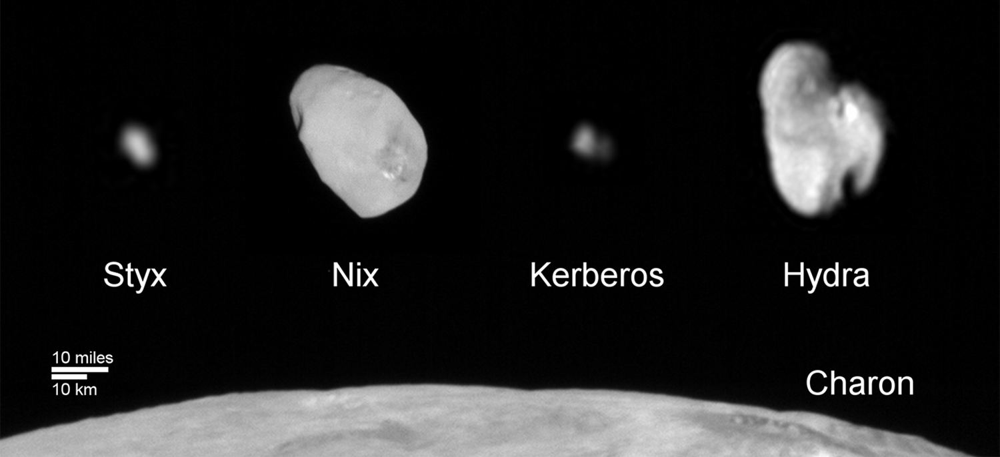 Styx
Nix
Kerberos
Hydra
10 miles
10 km
Charon